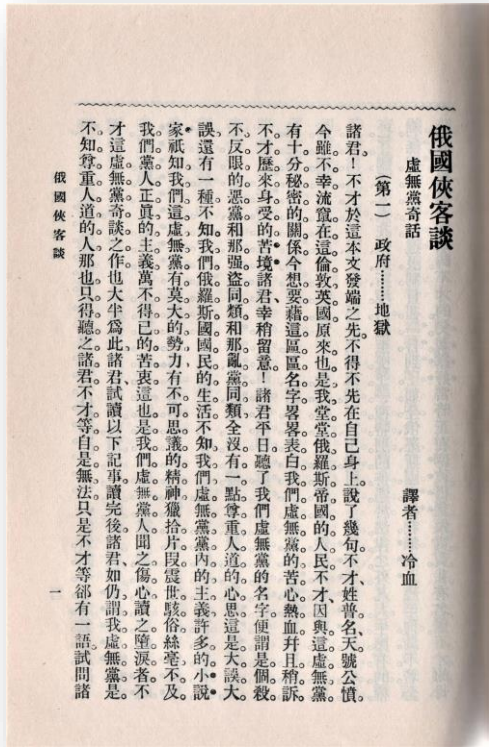 俄國俠客談
虛無黨奇話
譯者………冷血
（第一）　政府………地獄
諸君！不才於這本文發端之先不得不先在自己身上說了幾句不才姓普名天號公憤
今雖不幸流竄在這倫敦英國原來也是我堂堂俄羅斯帝國的人民不才因與這虛無黨
有十分秘密的關係今想要藉這區區名字畧畧表白我們虛無黨的苦心熱血幷且稍訴
不才歷來身受的苦境諸君幸稍留意！諸君平日聽了我們虛無黨的名字便謂是個殺
不反眼的惡黨和那强盜同類和那亂黨同類全沒有一點尊重人道的心思這是大誤大
誤還有一種不知我們俄羅斯國國民的生活不知我們虛無黨黨內的主義許多的小說
家祇知我們這虛無黨有莫大的勢力有不可思議的精神獵拾片段震世駭俗絲毫不及
我們黨人正眞的主義萬不得已的苦衷這也是我們虛無黨人聞之傷心讀之墮淚者不
才這虛無黨奇談之作也大半爲此諸君試讀以下記事讀完後諸君如仍謂我虛無黨是
不知尊重人道的人那也只得聽之諸君不才等自是無法只是不才等郤有一語試問諸
俄國俠客談
一